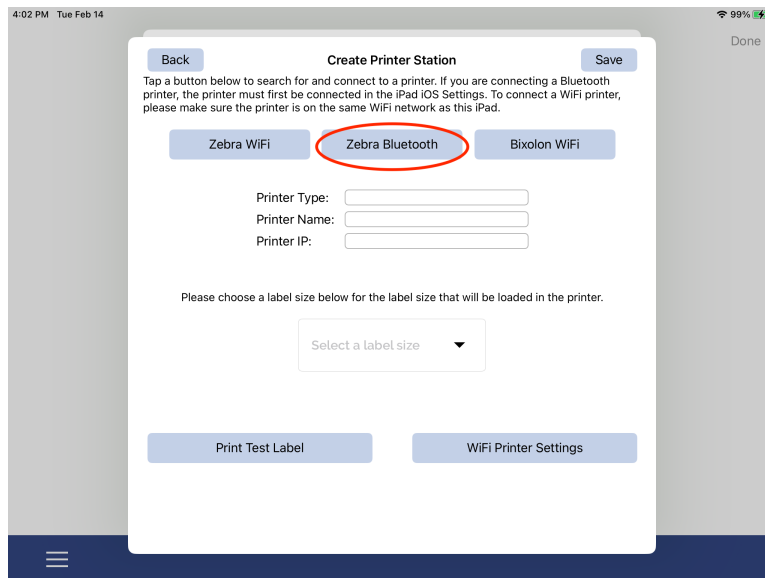 4:02 PM Tue Feb 14
99%
Done
Back
Create Printer Station
Save
Tap a button below to search for and connect to a printer. If you are connecting a Bluetooth
printer, the printer must first be connected in the iPad iOS Settings. To connect a WiFi printer,
please make sure the printer is on the same WiFi network as this iPad.
Zebra WiFi
Zebra Bluetooth
Bixolon WiFi
Printer Type:
Printer Name:
Printer IP:
Please choose a label size below for the label size that will be loaded in the printer.
Select a label size
Print Test Label
WiFi Printer Settings